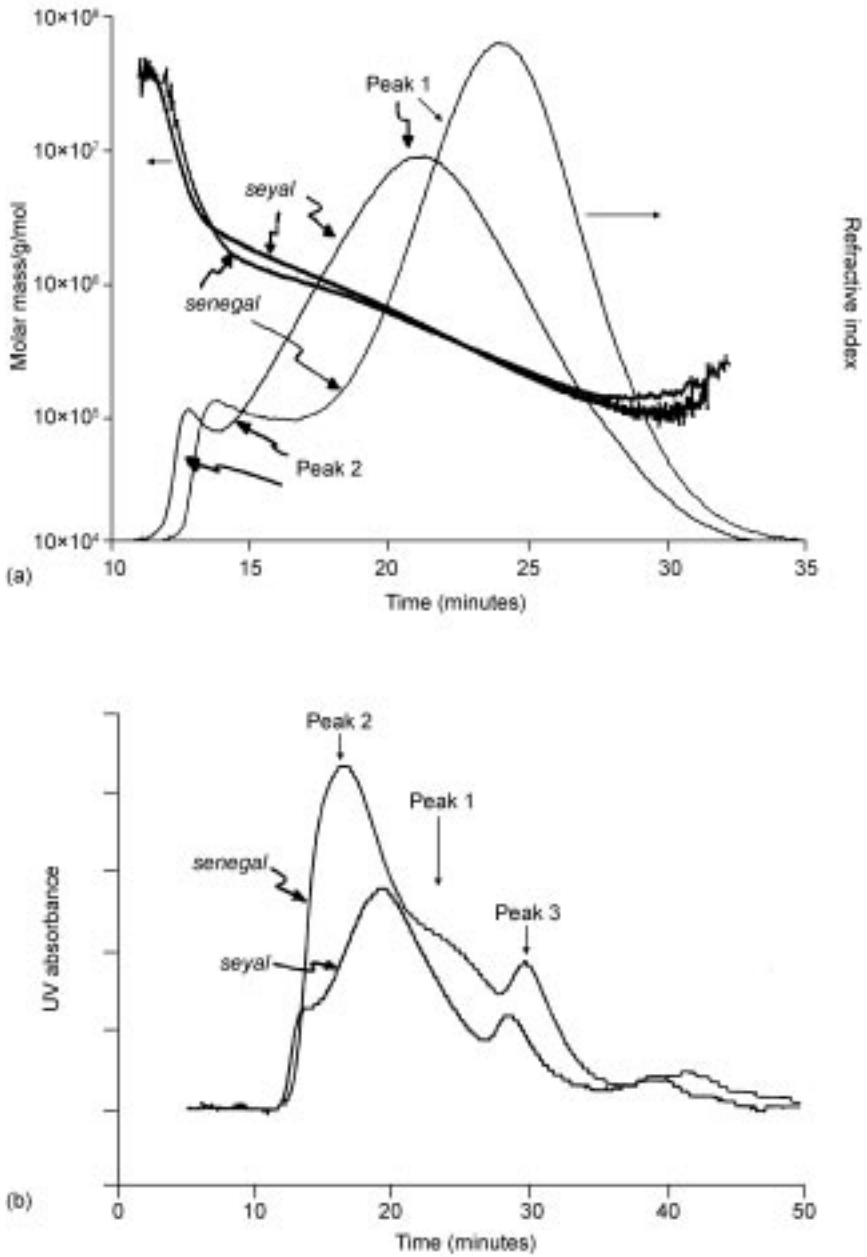 10×10⁸
10×10⁷
10×10⁶
10×10⁵
10×10⁴
Molar mass/g/mol
Refractive index
Peak 1
seyal
senegal
Peak 2
10 15 20 25 30 35
(a)
Time (minutes)
Peak 2
Peak 1
senegal
Peak 3
seyal
UV absorbance
(b)
0 10 20 30 40 50
Time (minutes)